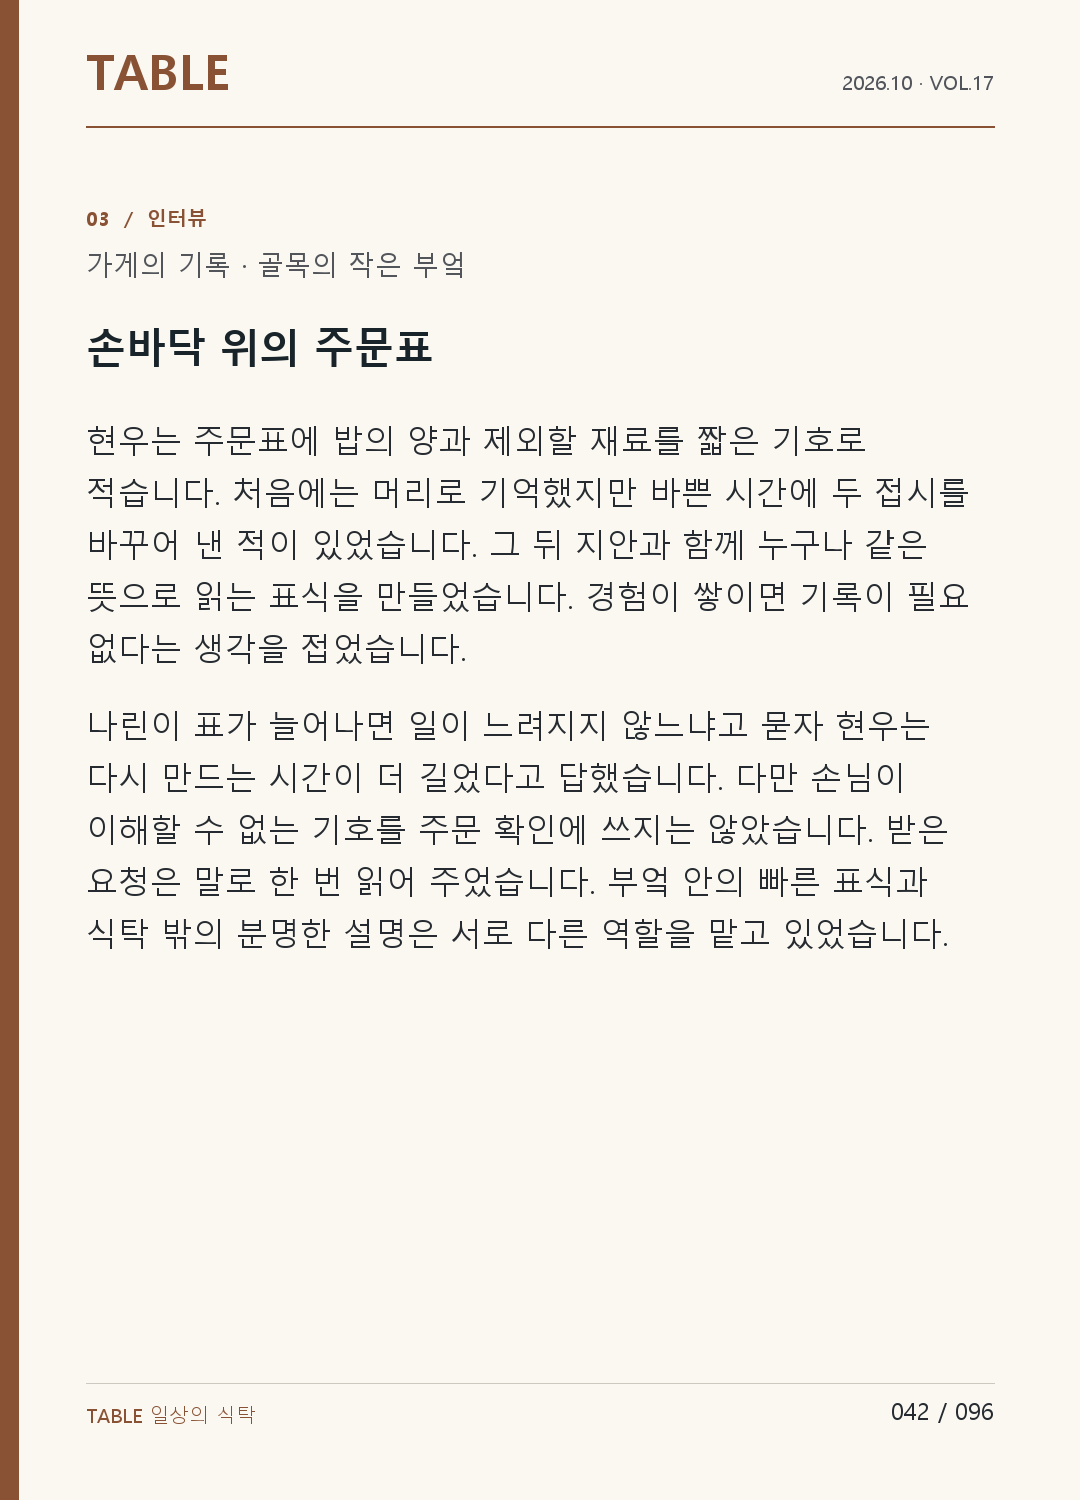 TABLE
2026.10 · VOL.17
03 / 인터뷰
가게의 기록 · 골목의 작은 부엌
손바닥 위의 주문표
현우는 주문표에 밥의 양과 제외할 재료를 짧은 기호로
적습니다. 처음에는 머리로 기억했지만 바쁜 시간에 두 접시를
바꾸어 낸 적이 있었습니다. 그 뒤 지안과 함께 누구나 같은
뜻으로 읽는 표식을 만들었습니다. 경험이 쌓이면 기록이 필요
없다는 생각을 접었습니다.
나린이 표가 늘어나면 일이 느려지지 않느냐고 묻자 현우는
다시 만드는 시간이 더 길었다고 답했습니다. 다만 손님이
이해할 수 없는 기호를 주문 확인에 쓰지는 않았습니다. 받은
요청은 말로 한 번 읽어 주었습니다. 부엌 안의 빠른 표식과
식탁 밖의 분명한 설명은 서로 다른 역할을 맡고 있었습니다.
TABLE 일상의 식탁
042 / 096